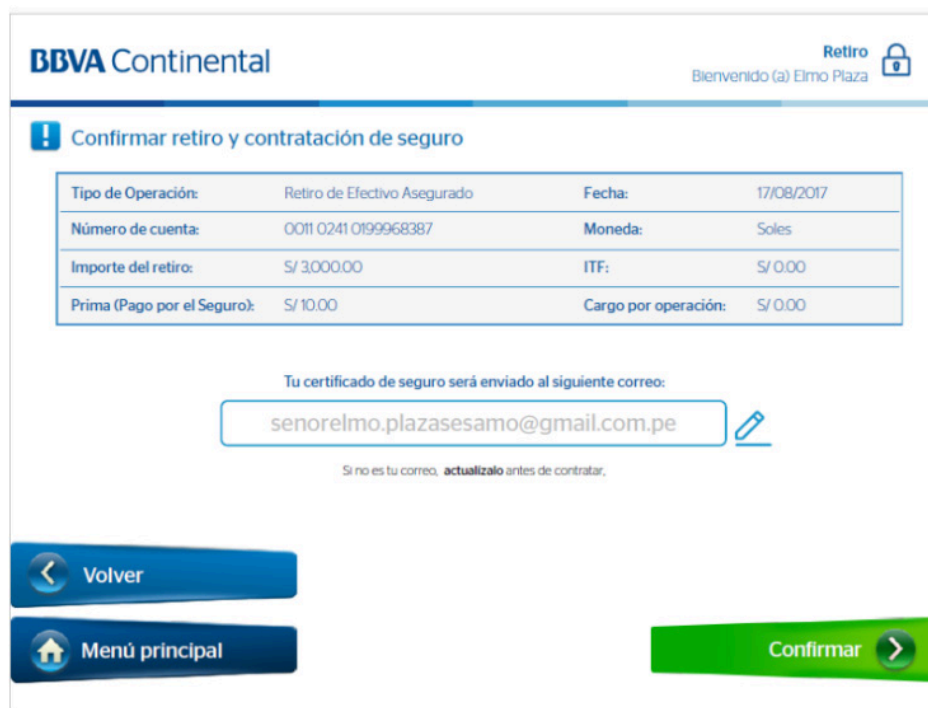 BBVA Continental
Retiro
Bienvenido (a) Elmo Plaza
Confirmar retiro y contratación de seguro
Tipo de Operación: Retiro de Efectivo Asegurado Fecha: 17/08/2017
Número de cuenta: 0011 0241 0199968387 Moneda: Soles
Importe del retiro: S/ 3,000.00 ITF: S/ 0.00
Prima (Pago por el Seguro): S/ 10.00 Cargo por operación: S/ 0.00
Tu certificado de seguro será enviado al siguiente correo:
senorelmo.plazasesamo@gmail.com.pe
Si no es tu correo, actualízalo antes de contratar.
Volver
Menú principal
Confirmar